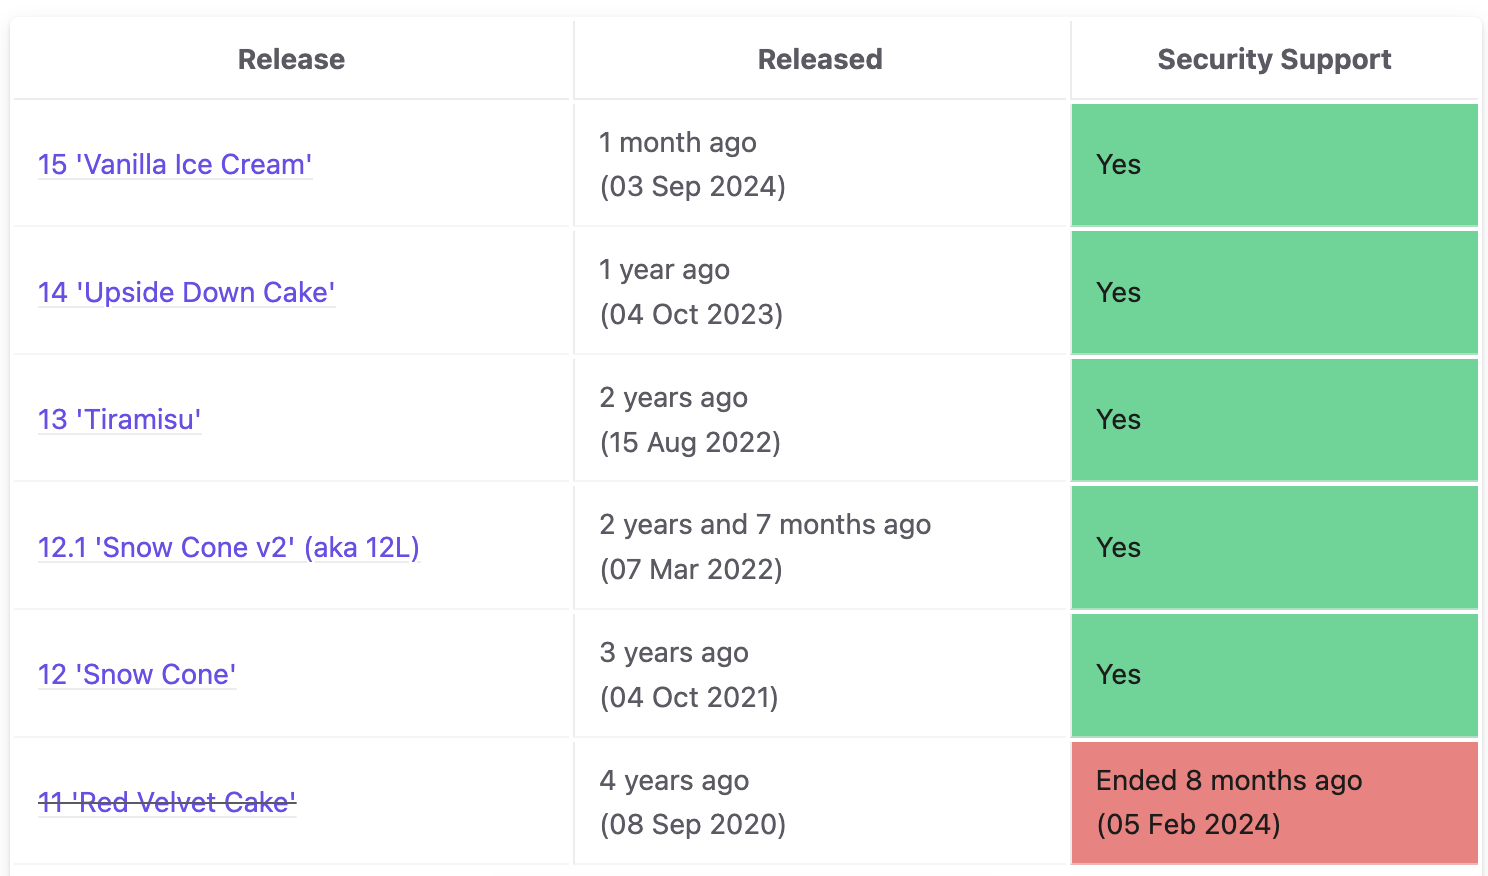 Release
Released
Security Support
15 'Vanilla Ice Cream'
1 month ago
(03 Sep 2024)
Yes
14 'Upside Down Cake'
1 year ago
(04 Oct 2023)
Yes
13 'Tiramisu'
2 years ago
(15 Aug 2022)
Yes
12.1 'Snow Cone v2' (aka 12L)
2 years and 7 months ago
(07 Mar 2022)
Yes
12 'Snow Cone'
3 years ago
(04 Oct 2021)
Yes
11 'Red Velvet Cake'
4 years ago
(08 Sep 2020)
Ended 8 months ago
(05 Feb 2024)